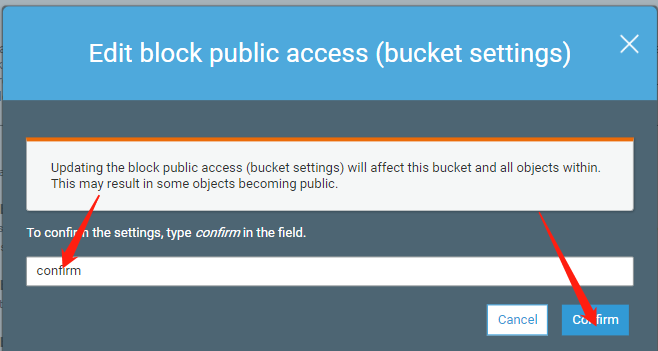 Edit block public access (bucket settings)
Updating the block public access (bucket settings) will affect this bucket and all objects within.
This may result in some objects becoming public.
To confirm the settings, type confirm in the field.
confirm
Cancel
Confirm